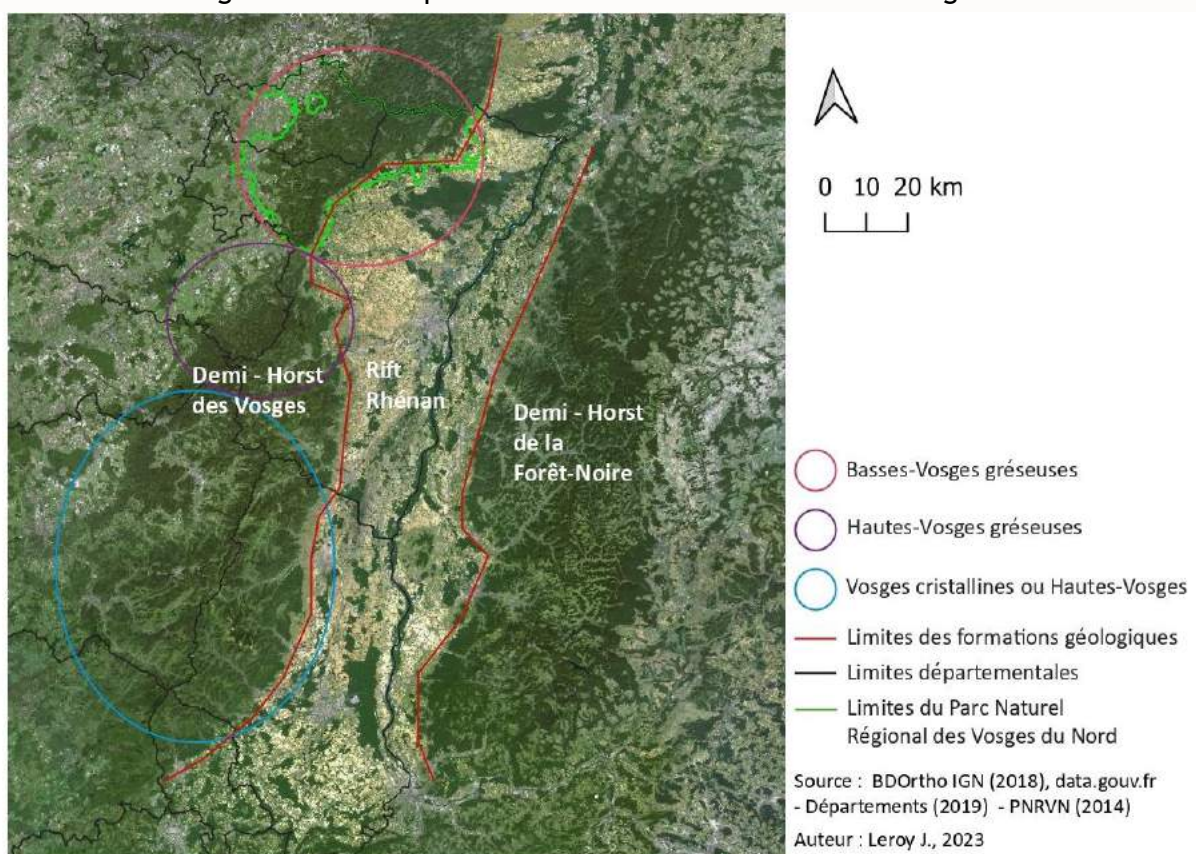 0 10 20 km
Demi - Horst
des Vosges
Rift
Rhénan
Demi - Horst
de la
Forêt-Noire
Basses-Vosges gréseuses
Hautes-Vosges gréseuses
Vosges cristallines ou Hautes-Vosges
Limites des formations géologiques
Limites départementales
Limites du Parc Naturel
Régional des Vosges du Nord
Source : BDOrtho IGN (2018), data.gouv.fr
- Départements (2019) - PNRVN (2014)
Auteur : Leroy J., 2023